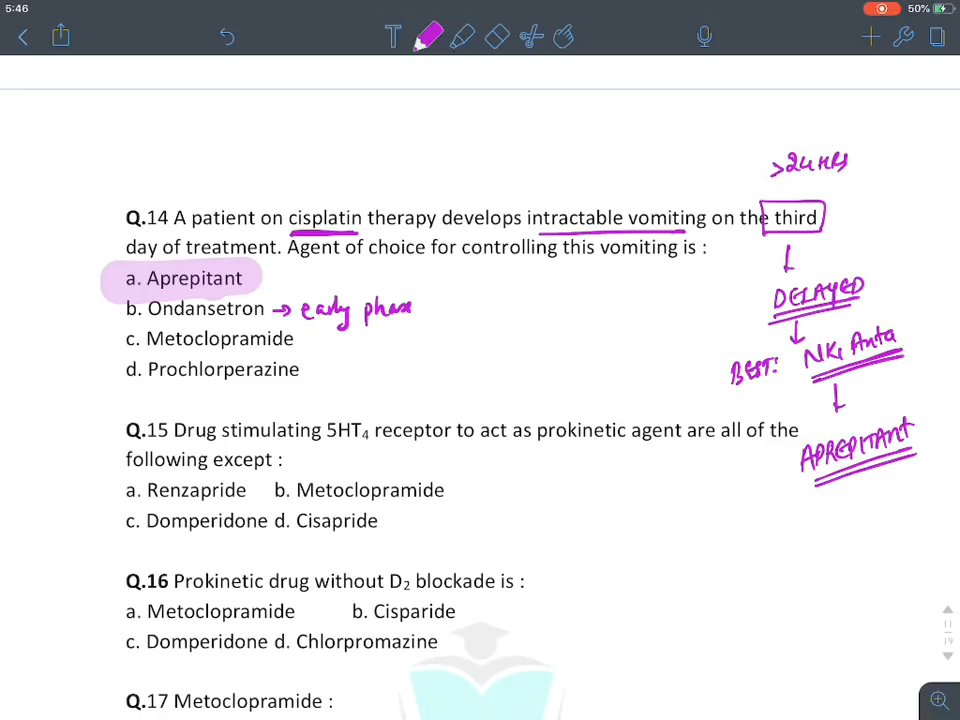 5:46
50%
T
>24 HRS
Q.14 A patient on cisplatin therapy develops intractable vomiting on the third
day of treatment. Agent of choice for controlling this vomiting is :
a. Aprepitant
b. Ondansetron → early phase
c. Metoclopramide
d. Prochlorperazine
DELAYED
BEST: NK1 Anta
APREPITANT
Q.15 Drug stimulating 5HT4 receptor to act as prokinetic agent are all of the
following except :
a. Renzapride b. Metoclopramide
c. Domperidone d. Cisapride
Q.16 Prokinetic drug without D2 blockade is :
a. Metoclopramide b. Cisparide
c. Domperidone d. Chlorpromazine
11
19
Q.17 Metoclopramide :